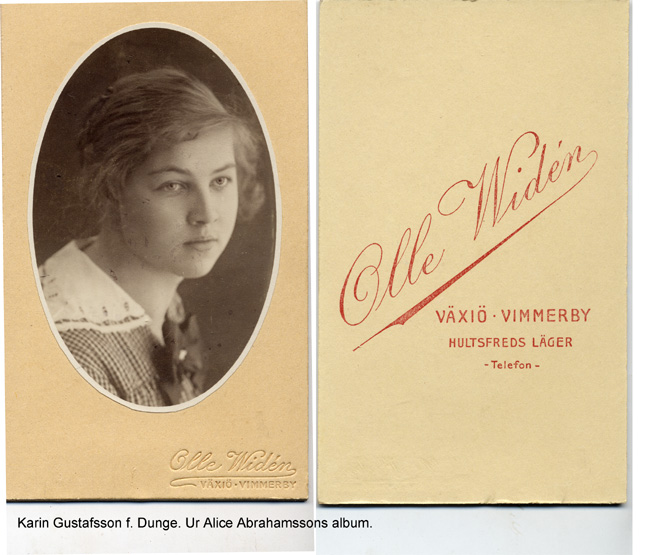 Olle Widén
VÄXIÖ · VIMMERBY
Olle Widén
VÄXIÖ · VIMMERBY
HULTSFREDS LÄGER
- Telefon -
Karin Gustafsson f. Dunge. Ur Alice Abrahamssons album.